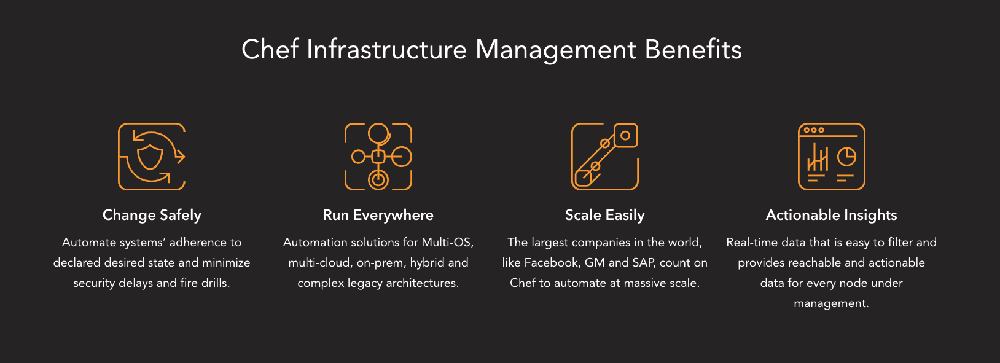 Chef Infrastructure Management Benefits
Change Safely
Automate systems’ adherence to
declared desired state and minimize
security delays and fire drills.
Run Everywhere
Automation solutions for Multi-OS,
multi-cloud, on-prem, hybrid and
complex legacy architectures.
Scale Easily
The largest companies in the world,
like Facebook, GM and SAP, count on
Chef to automate at massive scale.
Actionable Insights
Real-time data that is easy to filter and
provides reachable and actionable
data for every node under
management.